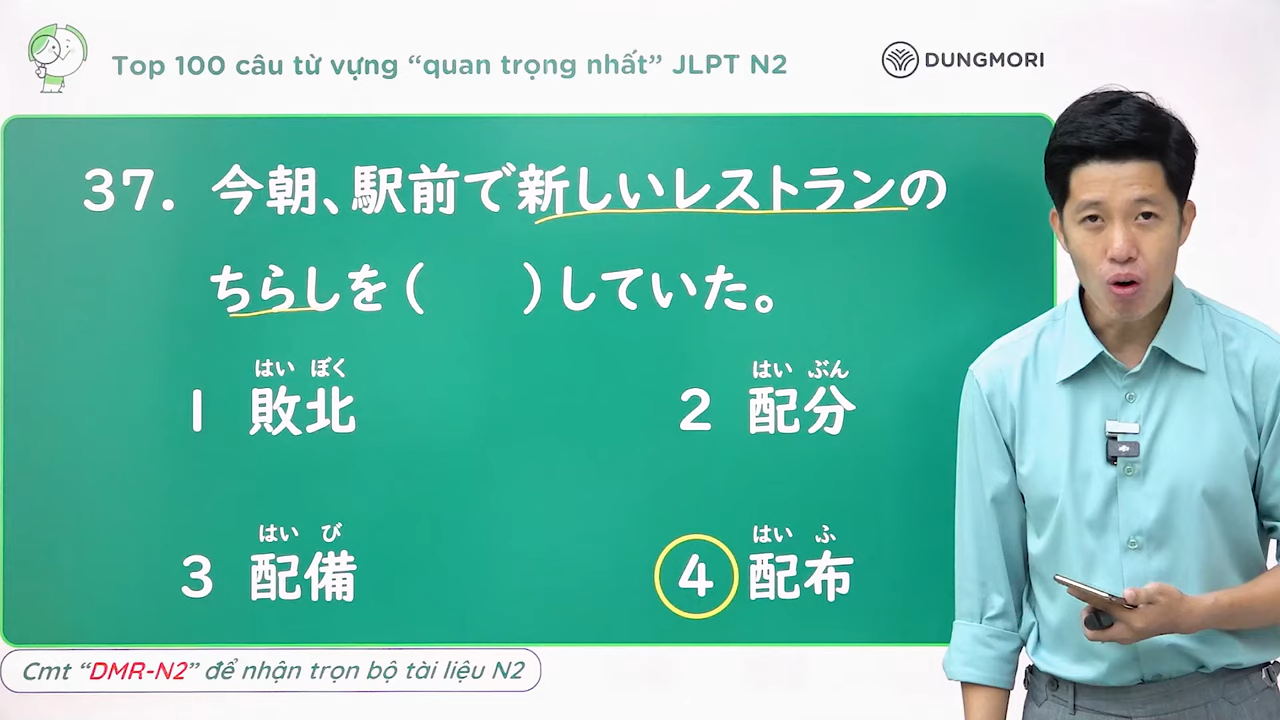 Top 100 câu từ vựng “quan trọng nhất” JLPT N2
DUNGMORI
37. 今朝、駅前で新しいレストランの
ちらしを( )していた。
はい ぼく
1 敗北
はい ぶん
2 配分
はい び
3 配備
はい ふ
4 配布
Cmt “DMR-N2” để nhận trọn bộ tài liệu N2